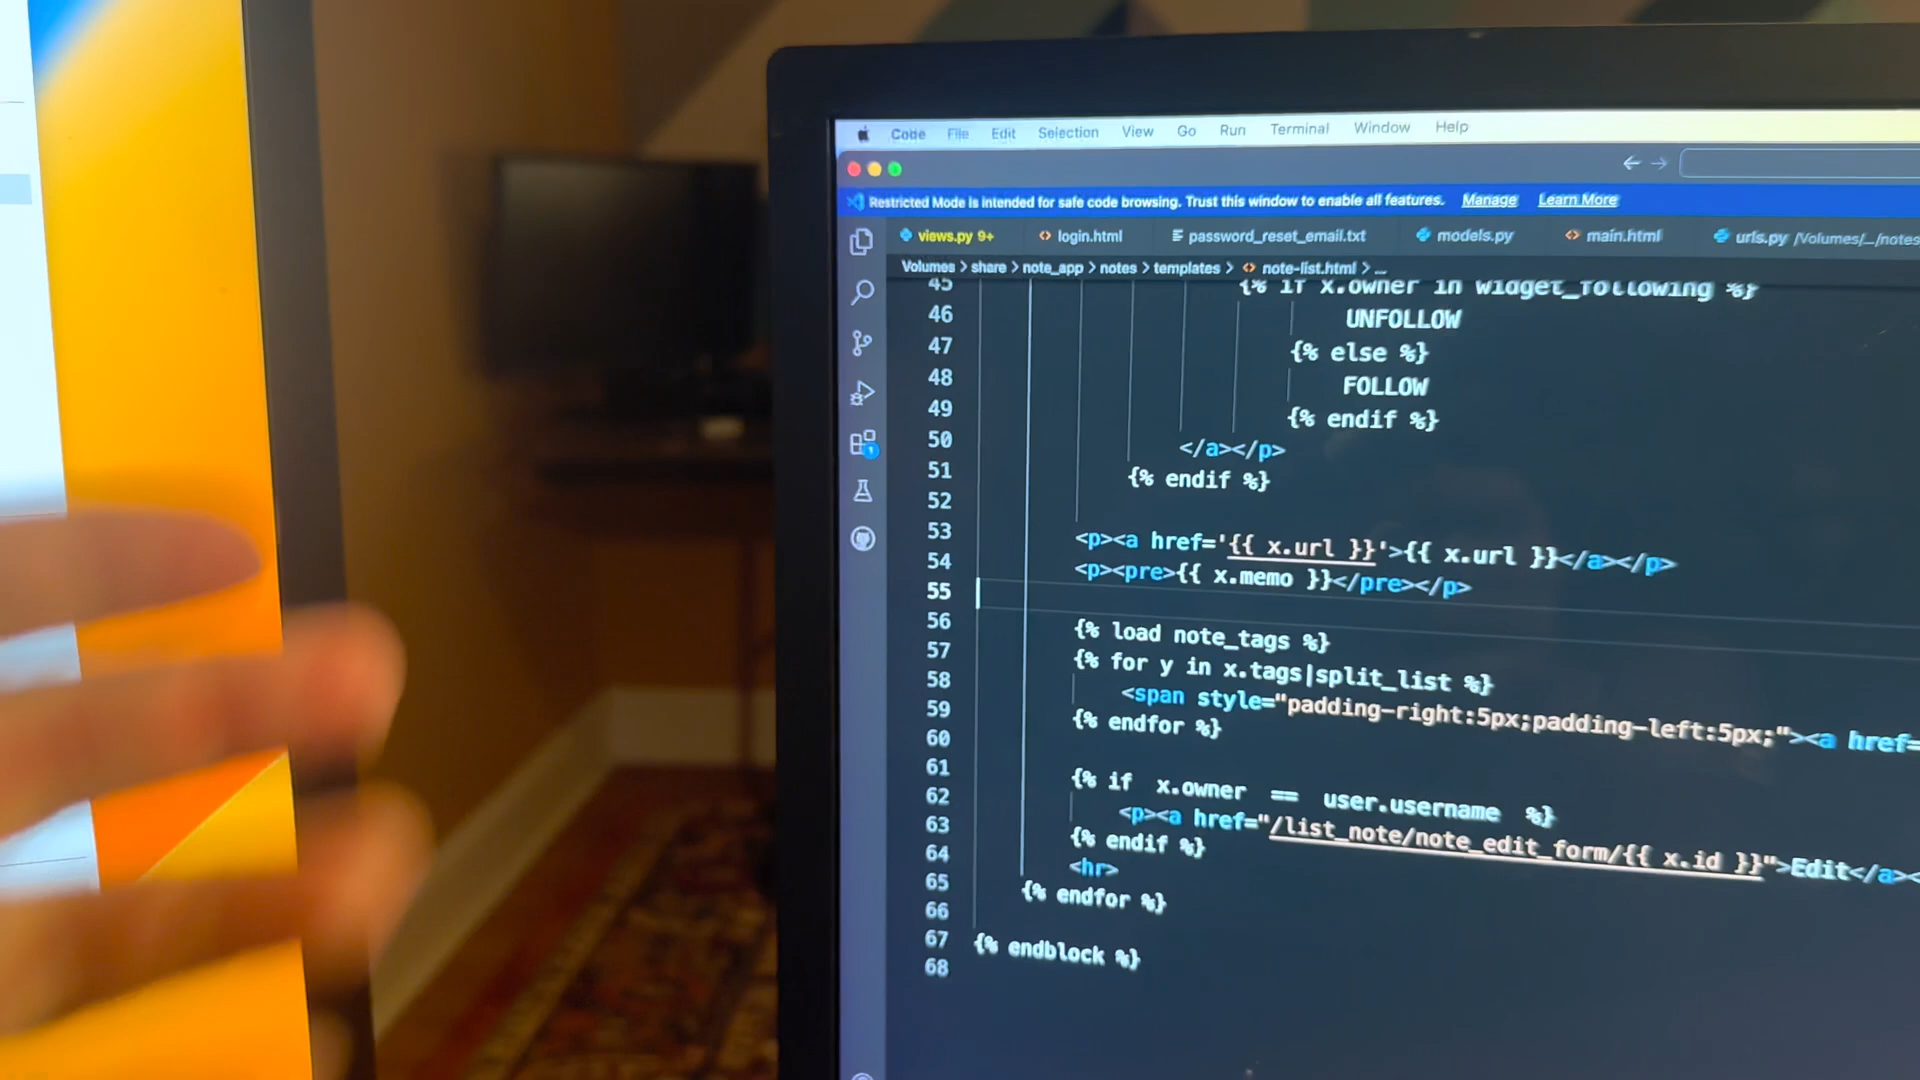 Code File Edit Selection View Go Run Terminal Window Help
Restricted Mode is intended for safe code browsing. Trust this window to enable all features. Manage Learn More
views.py 9+ login.html password_reset_email.txt models.py main.html urls.py /Volumes/.../notes
Volumes > share > note_app > notes > templates > note-list.html > ...
45 {% if x.owner in widget_following %}
46 UNFOLLOW
47 {% else %}
48 FOLLOW
49 {% endif %}
50 </a></p>
51 {% endif %}
52
53 <p><a href='{{ x.url }}'>{{ x.url }}</a></p>
54 <p><pre>{{ x.memo }}</pre></p>
55
56 {% load note_tags %}
57 {% for y in x.tags|split_list %}
58 <span style="padding-right:5px;padding-left:5px;"><a href=
59 {% endfor %}
60
61 {% if x.owner == user.username %}
62 <p><a href="/list_note/note_edit_form/{{ x.id }}">Edit</a><
63 {% endif %}
64 <hr>
65 {% endfor %}
66
67 {% endblock %}
68
1